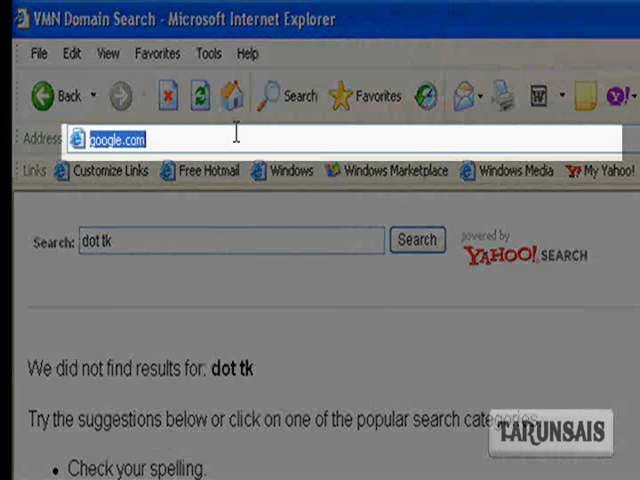 VMN Domain Search - Microsoft Internet Explorer
File Edit View Favorites Tools Help
Back Search Favorites
Address google.com
Links Customize Links Free Hotmail Windows Windows Marketplace Windows Media My Yahoo!
Search: dot tk Search powered by
YAHOO! SEARCH
We did not find results for: dot tk
Try the suggestions below or click on one of the popular search categories.
TARUNSAIS
• Check your spelling.